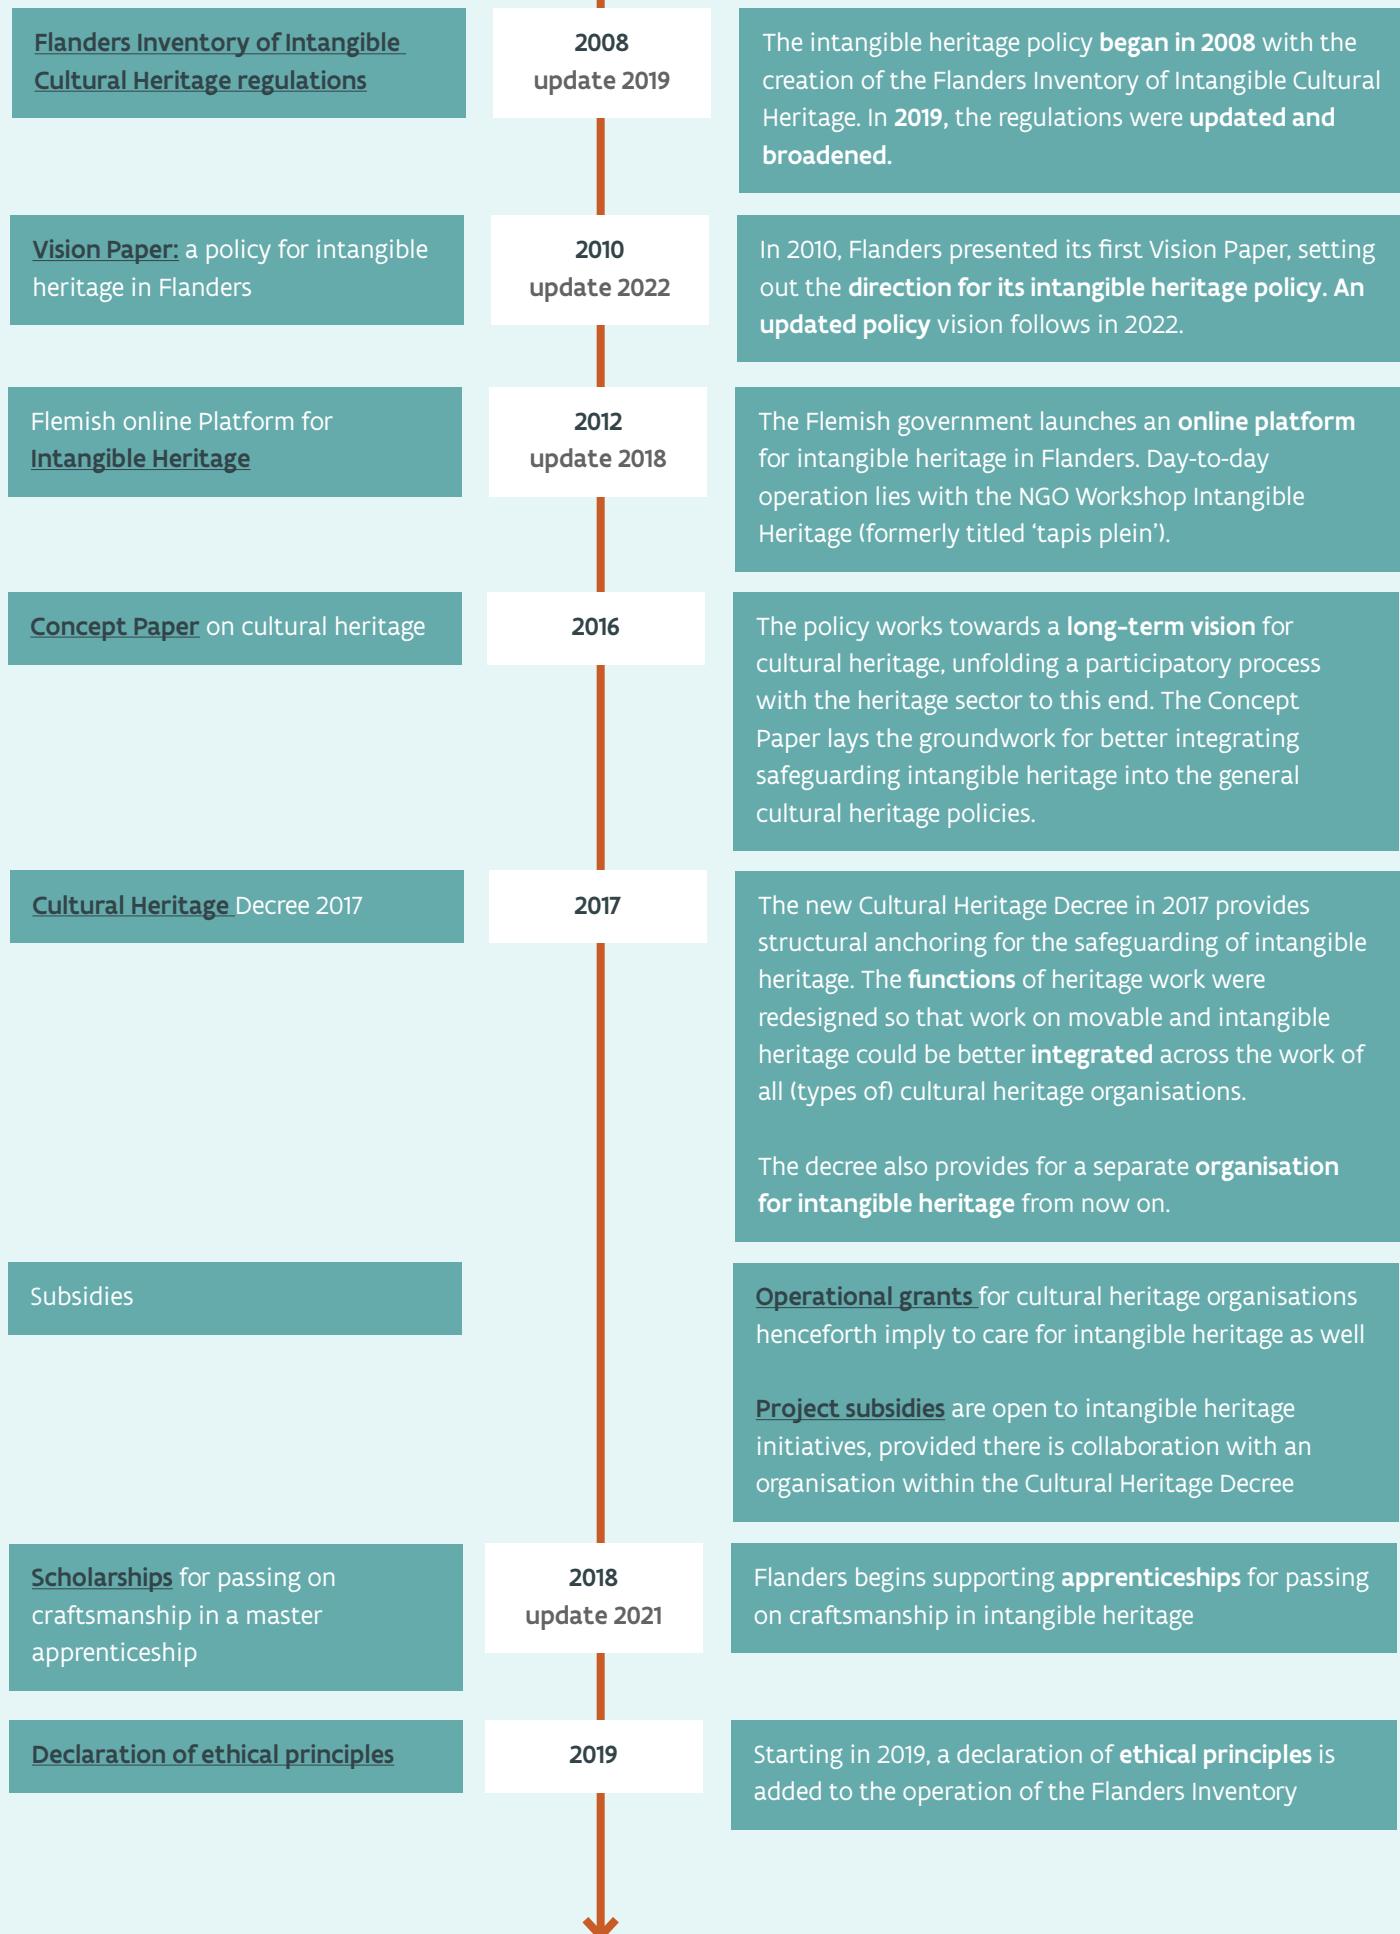 Flanders Inventory of Intangible
Cultural Heritage regulations
2008
update 2019
The intangible heritage policy began in 2008 with the
creation of the Flanders Inventory of Intangible Cultural
Heritage. In 2019, the regulations were updated and
broadened.
Vision Paper: a policy for intangible
heritage in Flanders
2010
update 2022
In 2010, Flanders presented its first Vision Paper, setting
out the direction for its intangible heritage policy. An
updated policy vision follows in 2022.
Flemish online Platform for
Intangible Heritage
2012
update 2018
The Flemish government launches an online platform
for intangible heritage in Flanders. Day-to-day
operation lies with the NGO Workshop Intangible
Heritage (formerly titled ‘tapis plein’).
Concept Paper on cultural heritage
2016
The policy works towards a long-term vision for
cultural heritage, unfolding a participatory process
with the heritage sector to this end. The Concept
Paper lays the groundwork for better integrating
safeguarding intangible heritage into the general
cultural heritage policies.
Cultural Heritage Decree 2017
2017
The new Cultural Heritage Decree in 2017 provides
structural anchoring for the safeguarding of intangible
heritage. The functions of heritage work were
redesigned so that work on movable and intangible
heritage could be better integrated across the work of
all (types of) cultural heritage organisations.
The decree also provides for a separate organisation
for intangible heritage from now on.
Subsidies
Operational grants for cultural heritage organisations
henceforth imply to care for intangible heritage as well
Project subsidies are open to intangible heritage
initiatives, provided there is collaboration with an
organisation within the Cultural Heritage Decree
Scholarships for passing on
craftsmanship in a master
apprenticeship
2018
update 2021
Flanders begins supporting apprenticeships for passing
on craftsmanship in intangible heritage
Declaration of ethical principles
2019
Starting in 2019, a declaration of ethical principles is
added to the operation of the Flanders Inventory